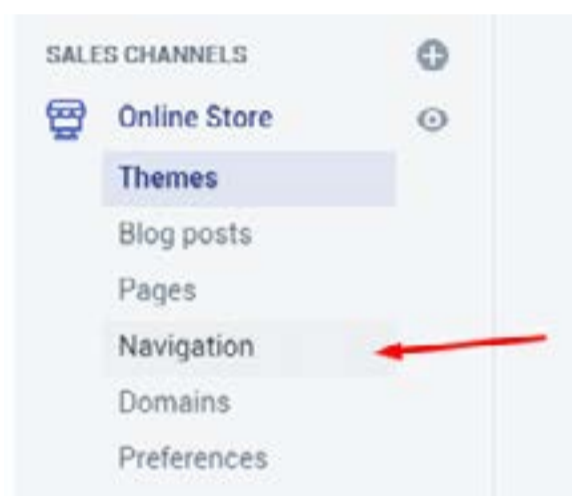 SALES CHANNELS
Online Store
Themes
Blog posts
Pages
Navigation
Domains
Preferences